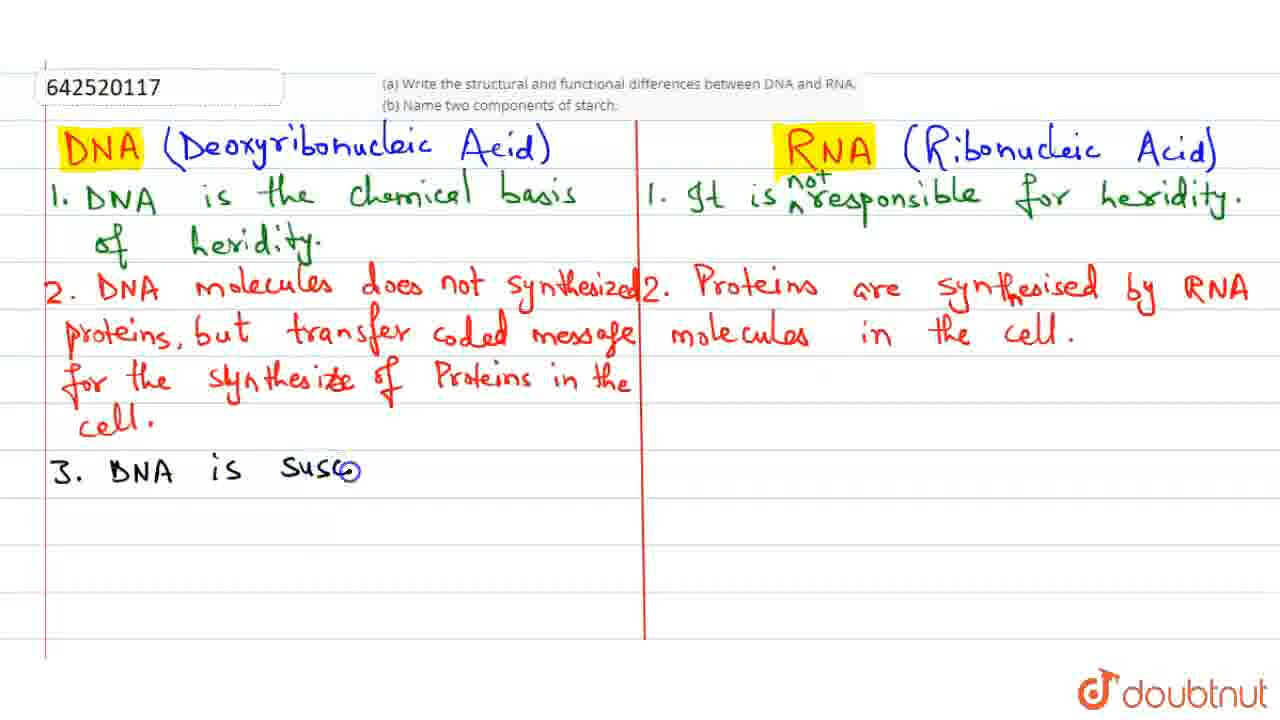 642520117
(a) Write the structural and functional differences between DNA and RNA.
(b) Name two components of starch.
DNA (Deoxyribonucleic Acid)
1. DNA is the chemical basis
of heridity.
2. DNA molecules does not synthesized
proteins, but transfer coded message
for the synthesize of Proteins in the
cell.
3. DNA is susc
RNA (Ribonucleic Acid)
1. It is not responsible for heridity.
2. Proteins are synthesised by RNA
molecules in the cell.
doubtnut